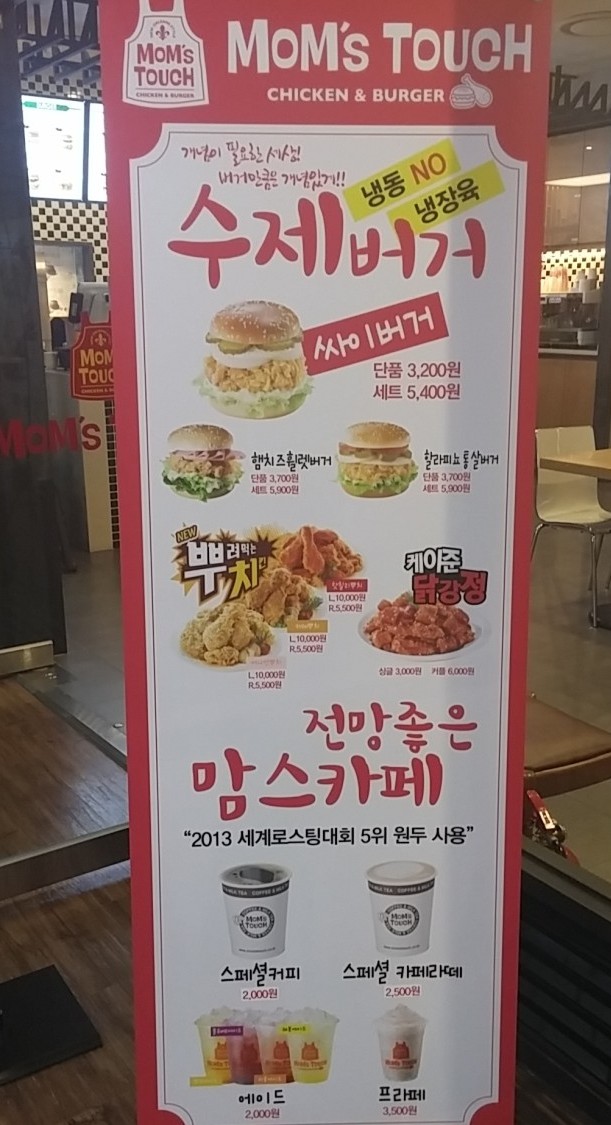 MOM'S TOUCH
CHICKEN & BURGER
MOM'S TOUCH
CHICKEN & BURGER
개념이 필요한 세상!
버거만큼은 개념있게!!
냉동 NO
냉장육
수제버거
싸이버거
단품 3,200원
세트 5,400원
햄치즈휠렛버거
단품 3,700원
세트 5,900원
할라피뇨통살버거
단품 3,700원
세트 5,900원
MOM'S
NEW
뿌려먹는
치킨
L.10,000원
R.5,500원
L.10,000원
R.5,500원
L.10,000원
R.5,500원
케이준
닭강정
싱글 3,000원 커플 6,000원
전망좋은
맘스카페
“2013 세계로스팅대회 5위 원두 사용”
MOM'S TOUCH
MOM'S TOUCH
스페셜커피
2,000원
스페셜 카페라떼
2,500원
MOM'S TOUCH
에이드
2,000원
프라페
3,500원